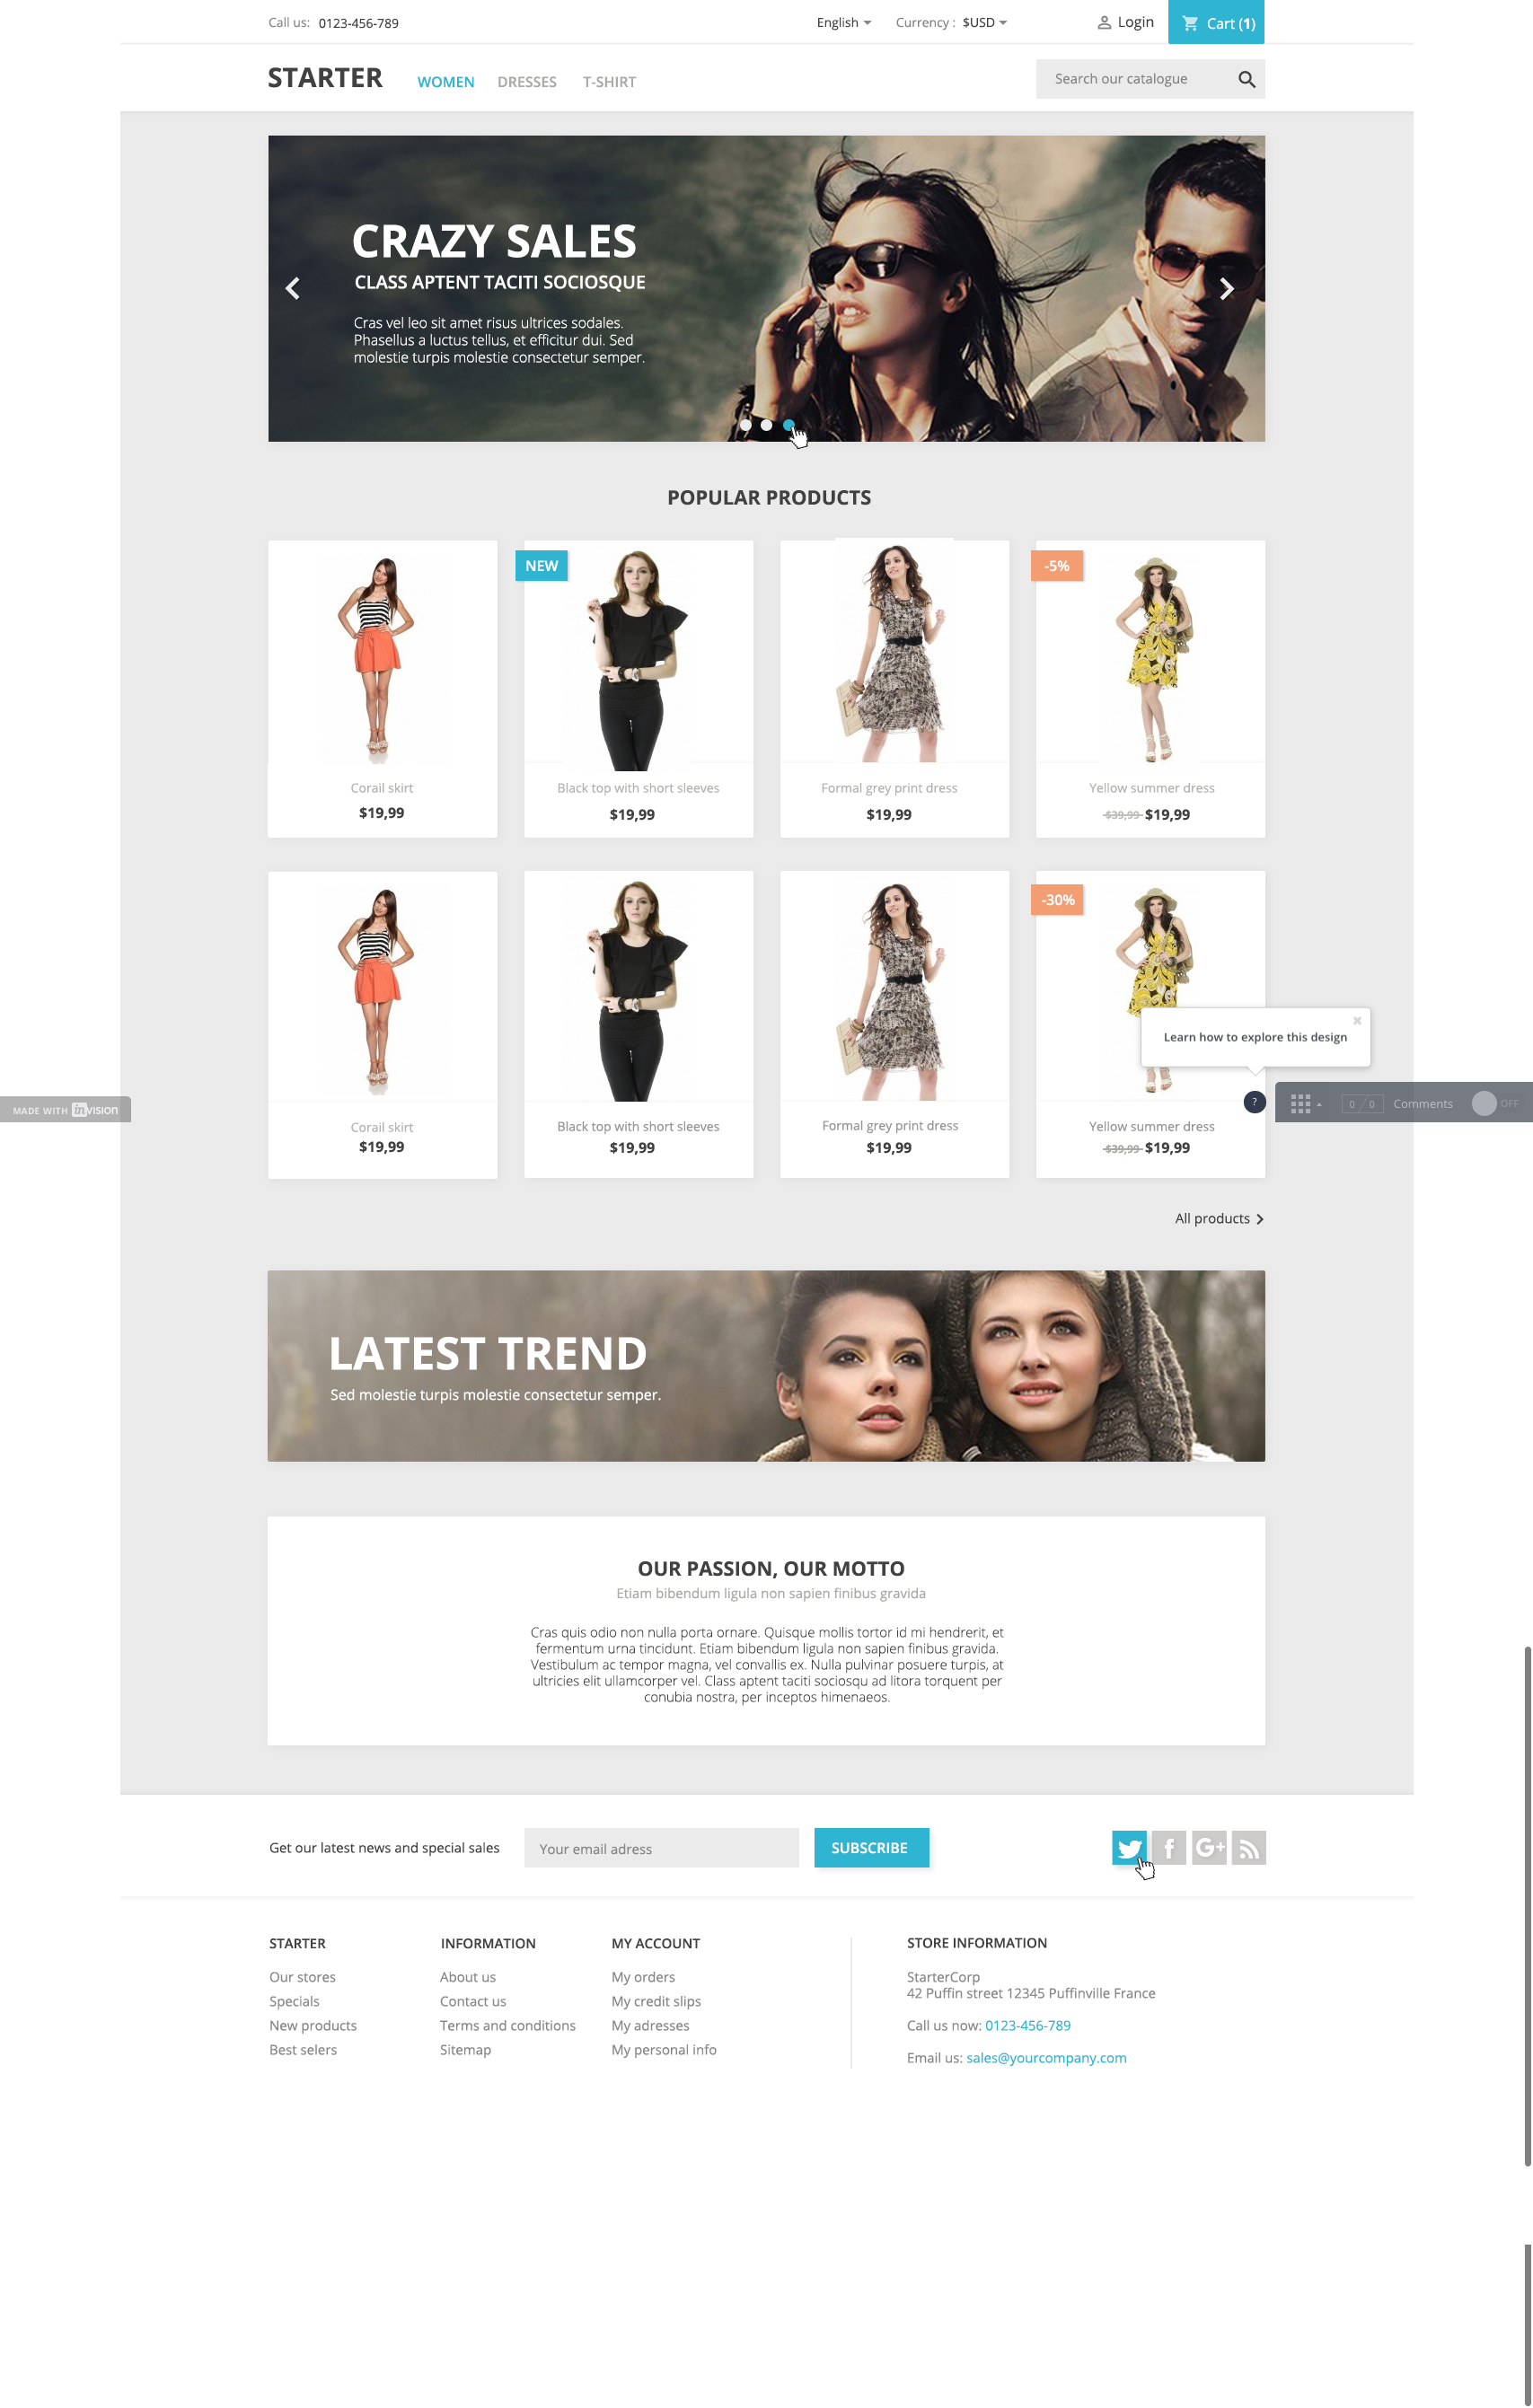 Call us: 0123-456-789
English
Currency : $USD
Login
Cart (1)
STARTER
WOMEN
DRESSES
T-SHIRT
Search our catalogue
CRAZY SALES
CLASS APTENT TACITI SOCIOSQUE
Cras vel leo sit amet risus ultrices sodales.
Phasellus a luctus tellus, et efficitur dui. Sed
molestie turpis molestie consectetur semper.
POPULAR PRODUCTS
NEW
-5%
Corail skirt
$19,99
Black top with short sleeves
$19,99
Formal grey print dress
$19,99
Yellow summer dress
$39,99 $19,99
-30%
Learn how to explore this design
MADE WITH inVISION
?
0 / 0
Comments
OFF
Corail skirt
$19,99
Black top with short sleeves
$19,99
Formal grey print dress
$19,99
Yellow summer dress
$39,99 $19,99
All products
LATEST TREND
Sed molestie turpis molestie consectetur semper.
OUR PASSION, OUR MOTTO
Etiam bibendum ligula non sapien finibus gravida
Cras quis odio non nulla porta ornare. Quisque mollis tortor id mi hendrerit, et
fermentum urna tincidunt. Etiam bibendum ligula non sapien finibus gravida.
Vestibulum ac tempor magna, vel convallis ex. Nulla pulvinar posuere turpis, at
ultricies elit ullamcorper vel. Class aptent taciti sociosqu ad litora torquent per
conubia nostra, per inceptos himenaeos.
Get our latest news and special sales
Your email adress
SUBSCRIBE
f
G+
STARTER
Our stores
Specials
New products
Best selers
INFORMATION
About us
Contact us
Terms and conditions
Sitemap
MY ACCOUNT
My orders
My credit slips
My adresses
My personal info
STORE INFORMATION
StarterCorp
42 Puffin street 12345 Puffinville France
Call us now: 0123-456-789
Email us: sales@yourcompany.com